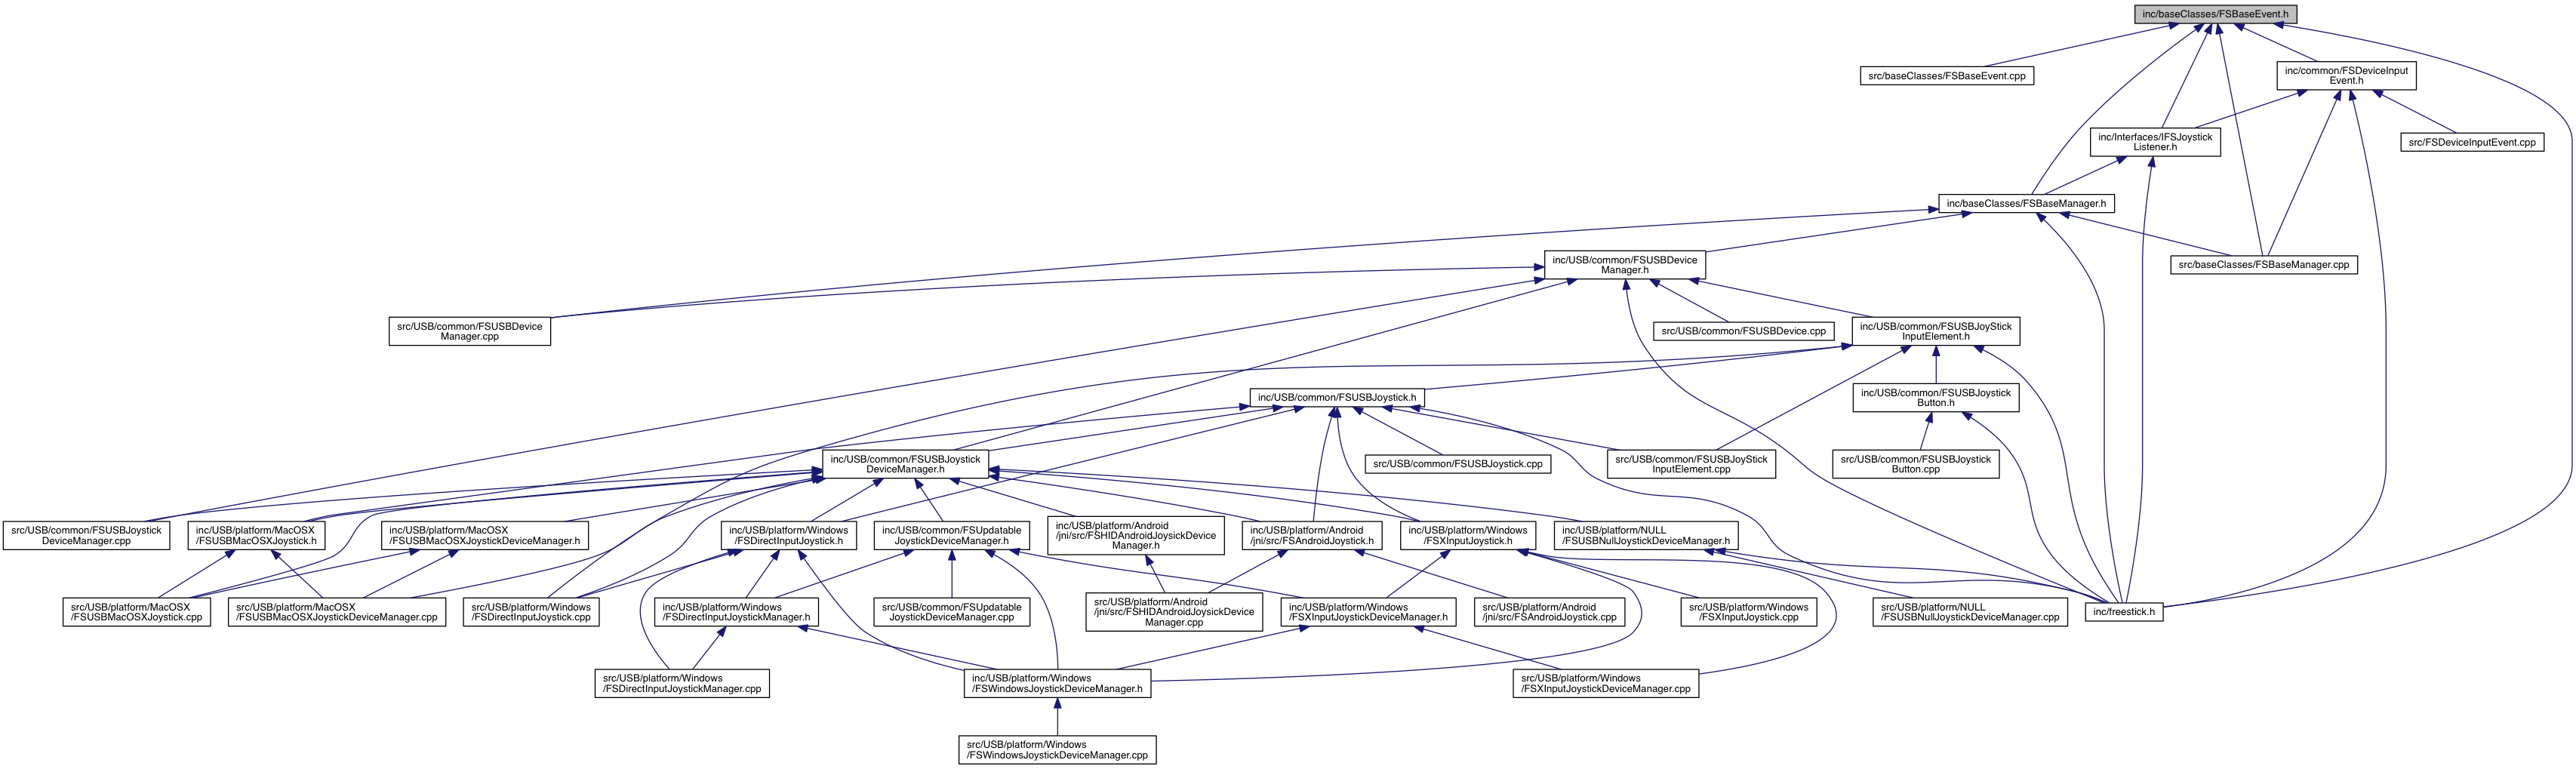 inc/baseClasses/FSBaseEvent.h
src/baseClasses/FSBaseEvent.cpp
inc/common/FSDeviceInput
Event.h
inc/Interfaces/IFSJoystick
Listener.h
src/FSDeviceInputEvent.cpp
inc/baseClasses/FSBaseManager.h
inc/USB/common/FSUSBDevice
Manager.h
src/baseClasses/FSBaseManager.cpp
src/USB/common/FSUSBDevice
Manager.cpp
src/USB/common/FSUSBDevice.cpp
inc/USB/common/FSUSBJoyStick
InputElement.h
inc/USB/common/FSUSBJoystick.h
inc/USB/common/FSUSBJoystick
Button.h
inc/USB/common/FSUSBJoystick
DeviceManager.h
src/USB/common/FSUSBJoystick.cpp
src/USB/common/FSUSBJoyStick
InputElement.cpp
src/USB/common/FSUSBJoystick
Button.cpp
src/USB/common/FSUSBJoystick
DeviceManager.cpp
inc/USB/platform/MacOSX
/FSUSBMacOSXJoystick.h
inc/USB/platform/MacOSX
/FSUSBMacOSXJoystickDeviceManager.h
inc/USB/platform/Windows
/FSDirectInputJoystick.h
inc/USB/common/FSUpdatable
JoystickDeviceManager.h
inc/USB/platform/Android
/jni/src/FSHIDAndroidJoysickDevice
Manager.h
inc/USB/platform/Android
/jni/src/FSAndroidJoystick.h
inc/USB/platform/Windows
/FSXInputJoystick.h
inc/USB/platform/NULL
/FSUSBNullJoystickDeviceManager.h
src/USB/platform/MacOSX
/FSUSBMacOSXJoystick.cpp
src/USB/platform/MacOSX
/FSUSBMacOSXJoystickDeviceManager.cpp
src/USB/platform/Windows
/FSDirectInputJoystick.cpp
inc/USB/platform/Windows
/FSDirectInputJoystickManager.h
src/USB/common/FSUpdatable
JoystickDeviceManager.cpp
src/USB/platform/Android
/jni/src/FSHIDAndroidJoysickDevice
Manager.cpp
inc/USB/platform/Windows
/FSXInputJoystickDeviceManager.h
src/USB/platform/Android
/jni/src/FSAndroidJoystick.cpp
src/USB/platform/Windows
/FSXInputJoystick.cpp
src/USB/platform/NULL
/FSUSBNullJoystickDeviceManager.cpp
inc/freestick.h
src/USB/platform/Windows
/FSDirectInputJoystickManager.cpp
inc/USB/platform/Windows
/FSWindowsJoystickDeviceManager.h
src/USB/platform/Windows
/FSXInputJoystickDeviceManager.cpp
src/USB/platform/Windows
/FSWindowsJoystickDeviceManager.cpp